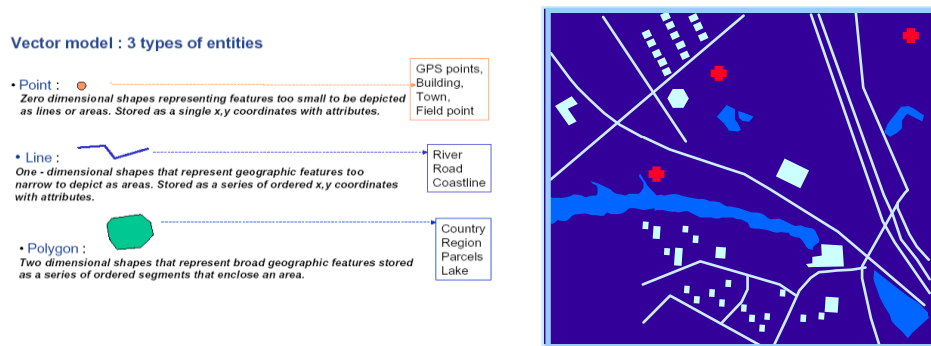 Vector model : 3 types of entities
• Point :
Zero dimensional shapes representing features too small to be depicted
as lines or areas. Stored as a single x,y coordinates with attributes.
GPS points,
Building,
Town,
Field point
• Line :
One - dimensional shapes that represent geographic features too
narrow to depict as areas. Stored as a series of ordered x,y coordinates
with attributes.
River
Road
Coastline
• Polygon :
Two dimensional shapes that represent broad geographic features stored
as a series of ordered segments that enclose an area.
Country
Region
Parcels
Lake